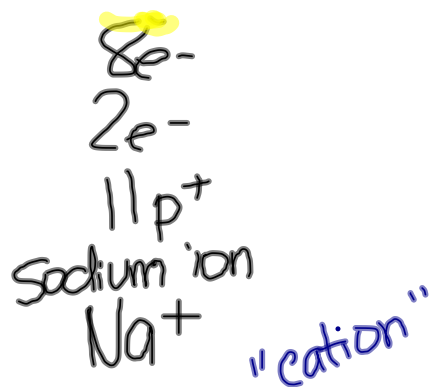 8e-
2e-
11p+
Sodium ion
Na+
"cation"